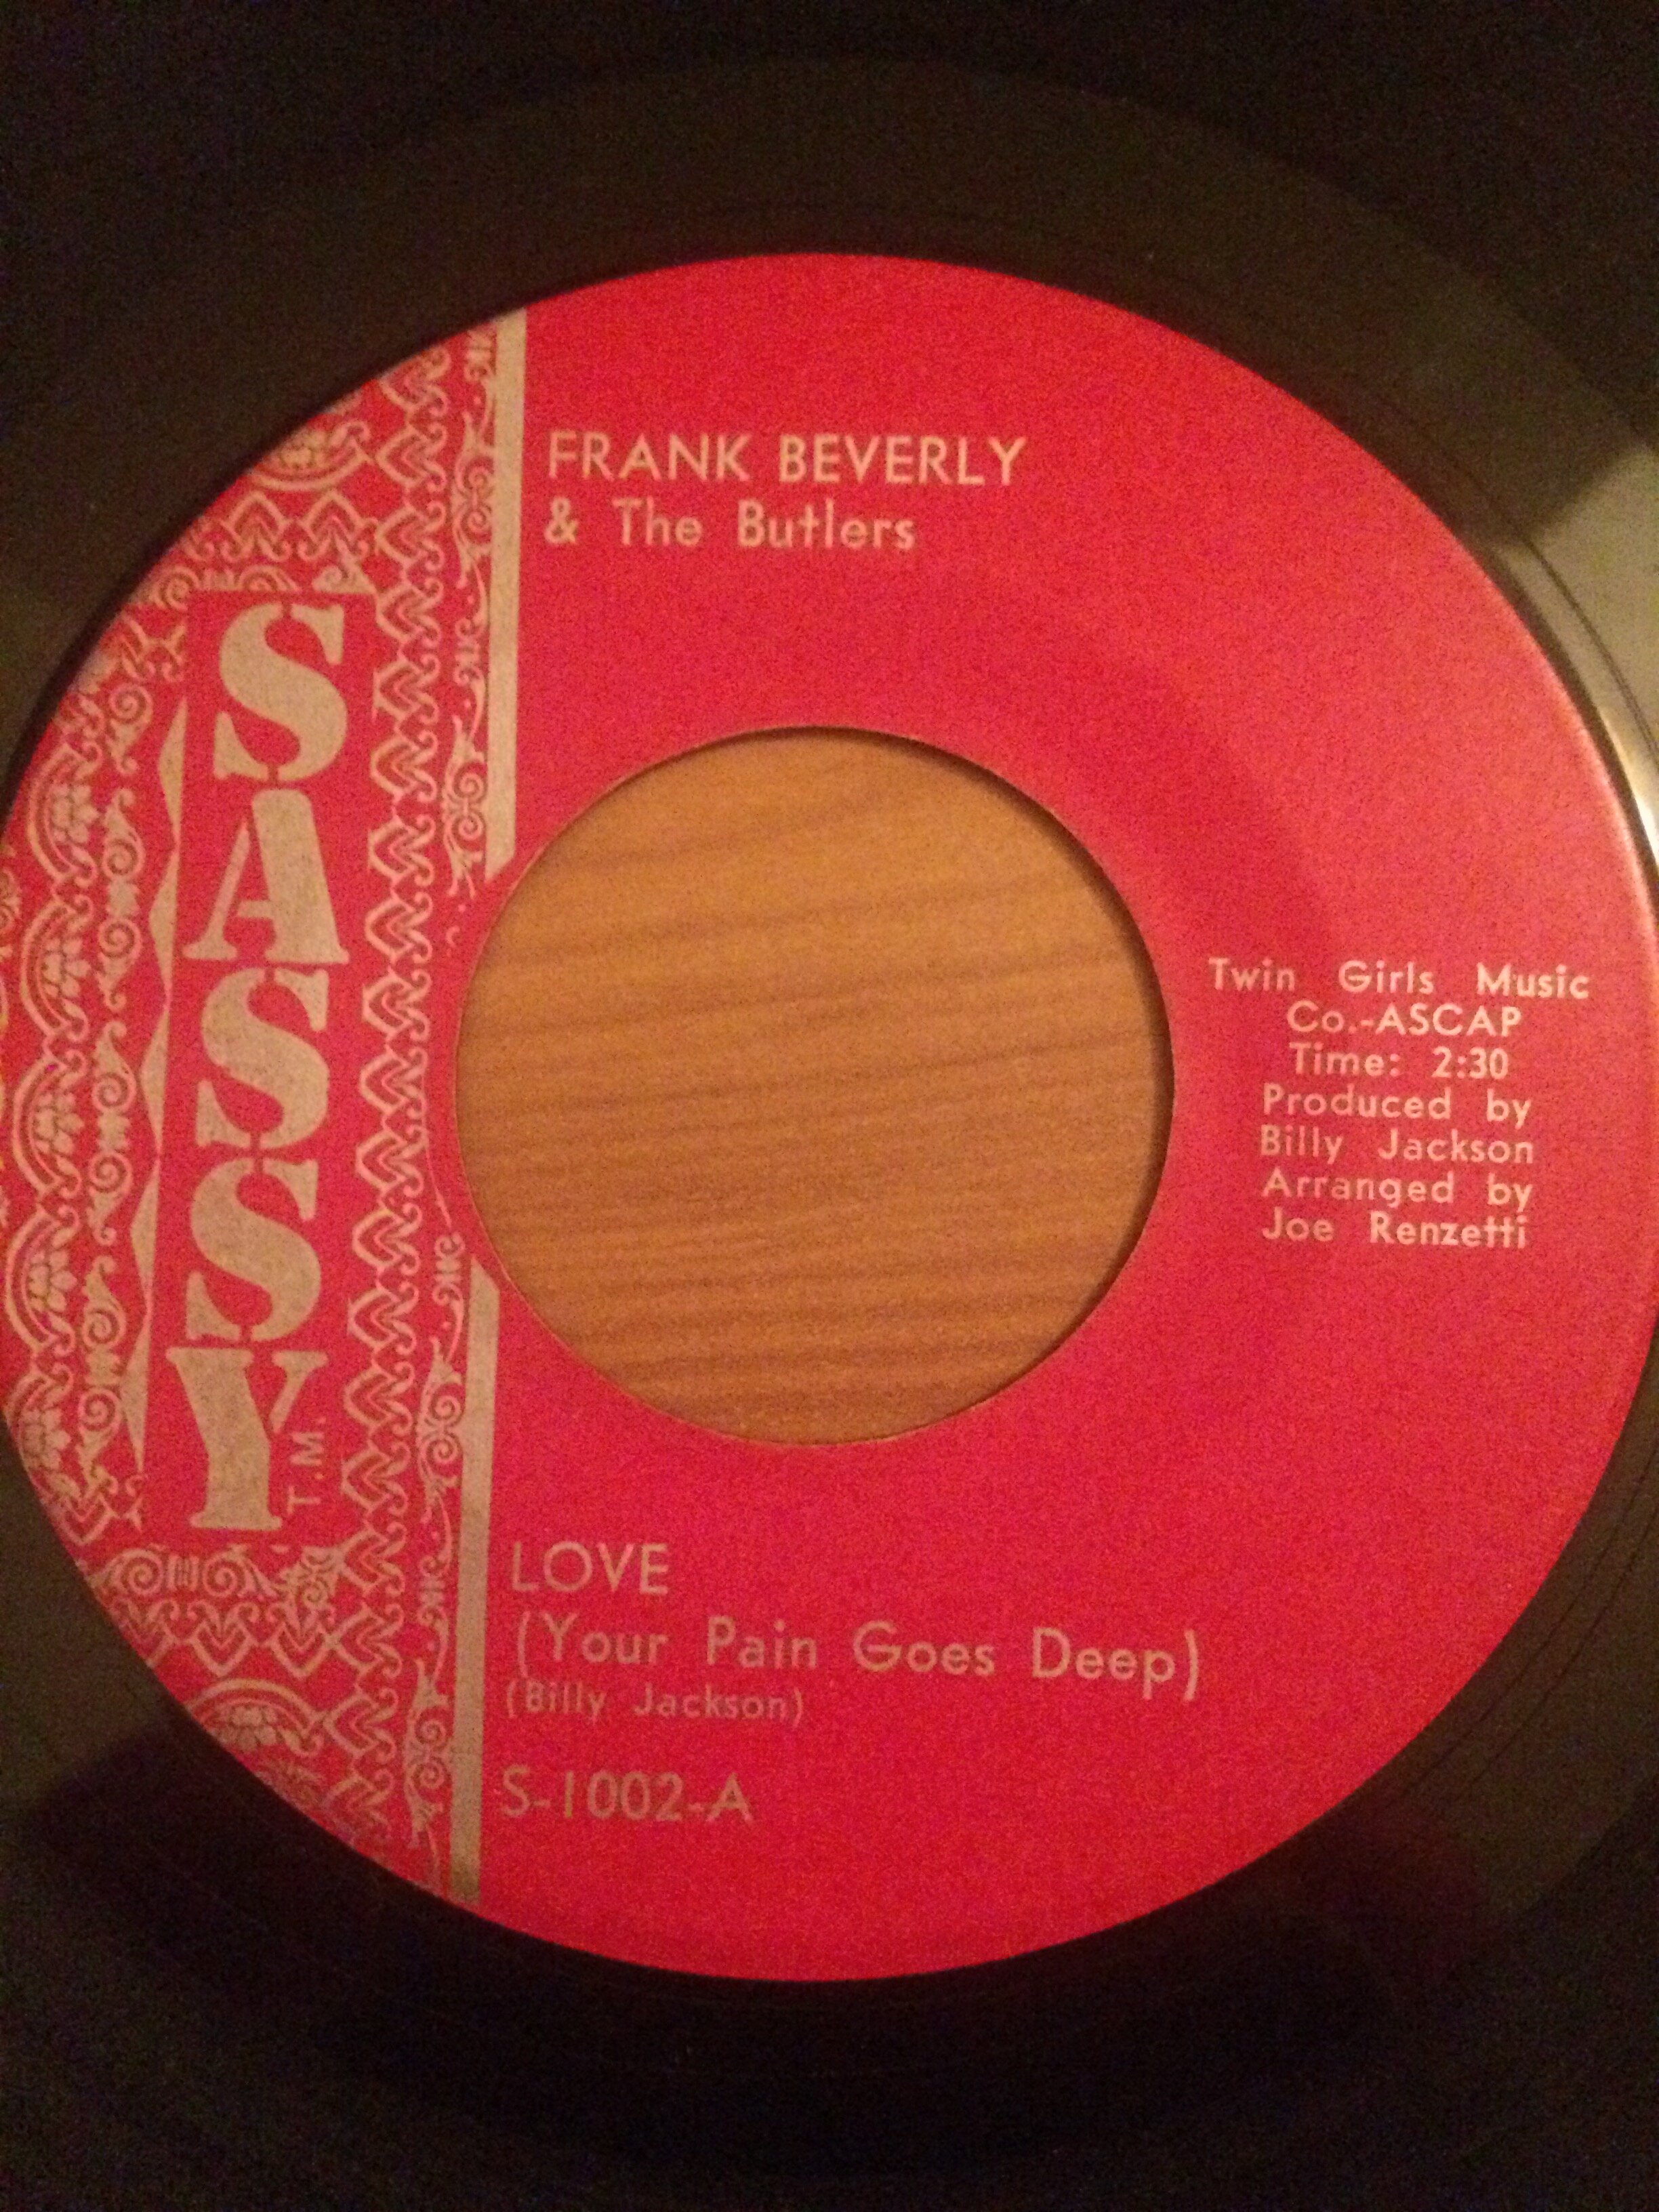 FRANK BEVERLY
& The Butlers
SASSY
T.M.
Twin Girls Music
Co.-ASCAP
Time: 2:30
Produced by
Billy Jackson
Arranged by
Joe Renzetti
LOVE
(Your Pain Goes Deep)
(Billy Jackson)
S-1002-A